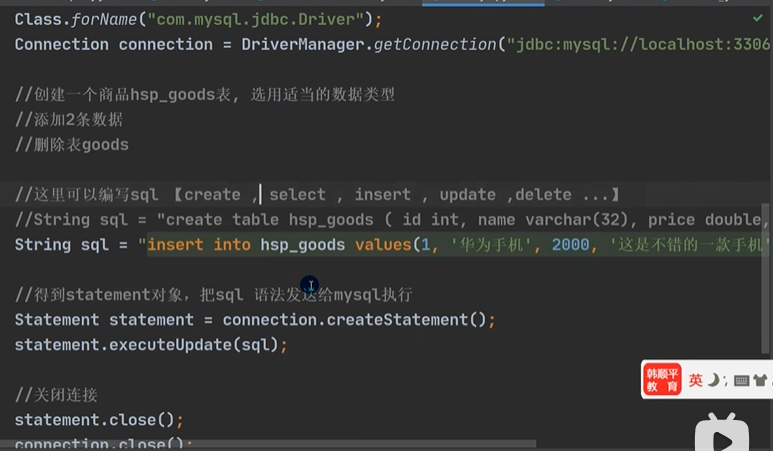 Class.forName("com.mysql.jdbc.Driver");
Connection connection = DriverManager.getConnection("jdbc:mysql://localhost:3306
//创建一个商品hsp_goods表, 选用适当的数据类型
//添加2条数据
//删除表goods
//这里可以编写sql 【create , select , insert , update ,delete ...】
//String sql = "create table hsp_goods ( id int, name varchar(32), price double,
String sql = "insert into hsp_goods values(1, '华为手机', 2000, '这是不错的一款手机'
//得到statement对象，把sql 语法发送给mysql执行
Statement statement = connection.createStatement();
statement.executeUpdate(sql);
韩顺平
教 育
英
//关闭连接
statement.close();
connection.close();